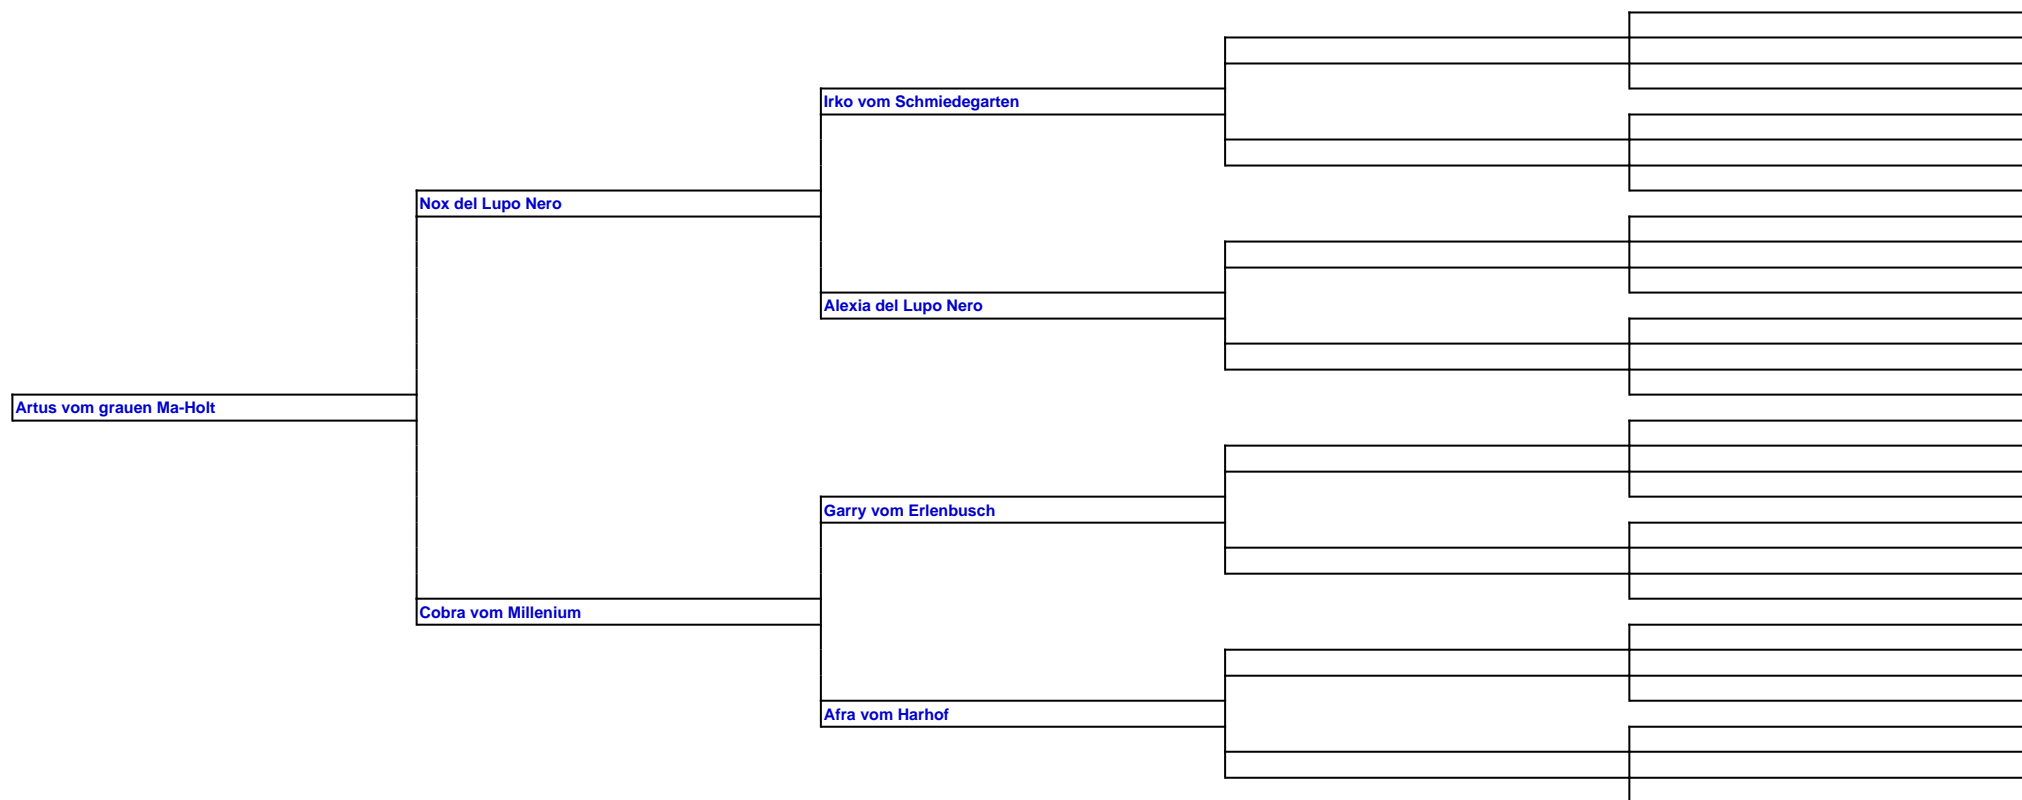 Irko vom Schmiedegarten
Nox del Lupo Nero
Alexia del Lupo Nero
Artus vom grauen Ma-Holt
Garry vom Erlenbusch
Cobra vom Millenium
Afra vom Harhof